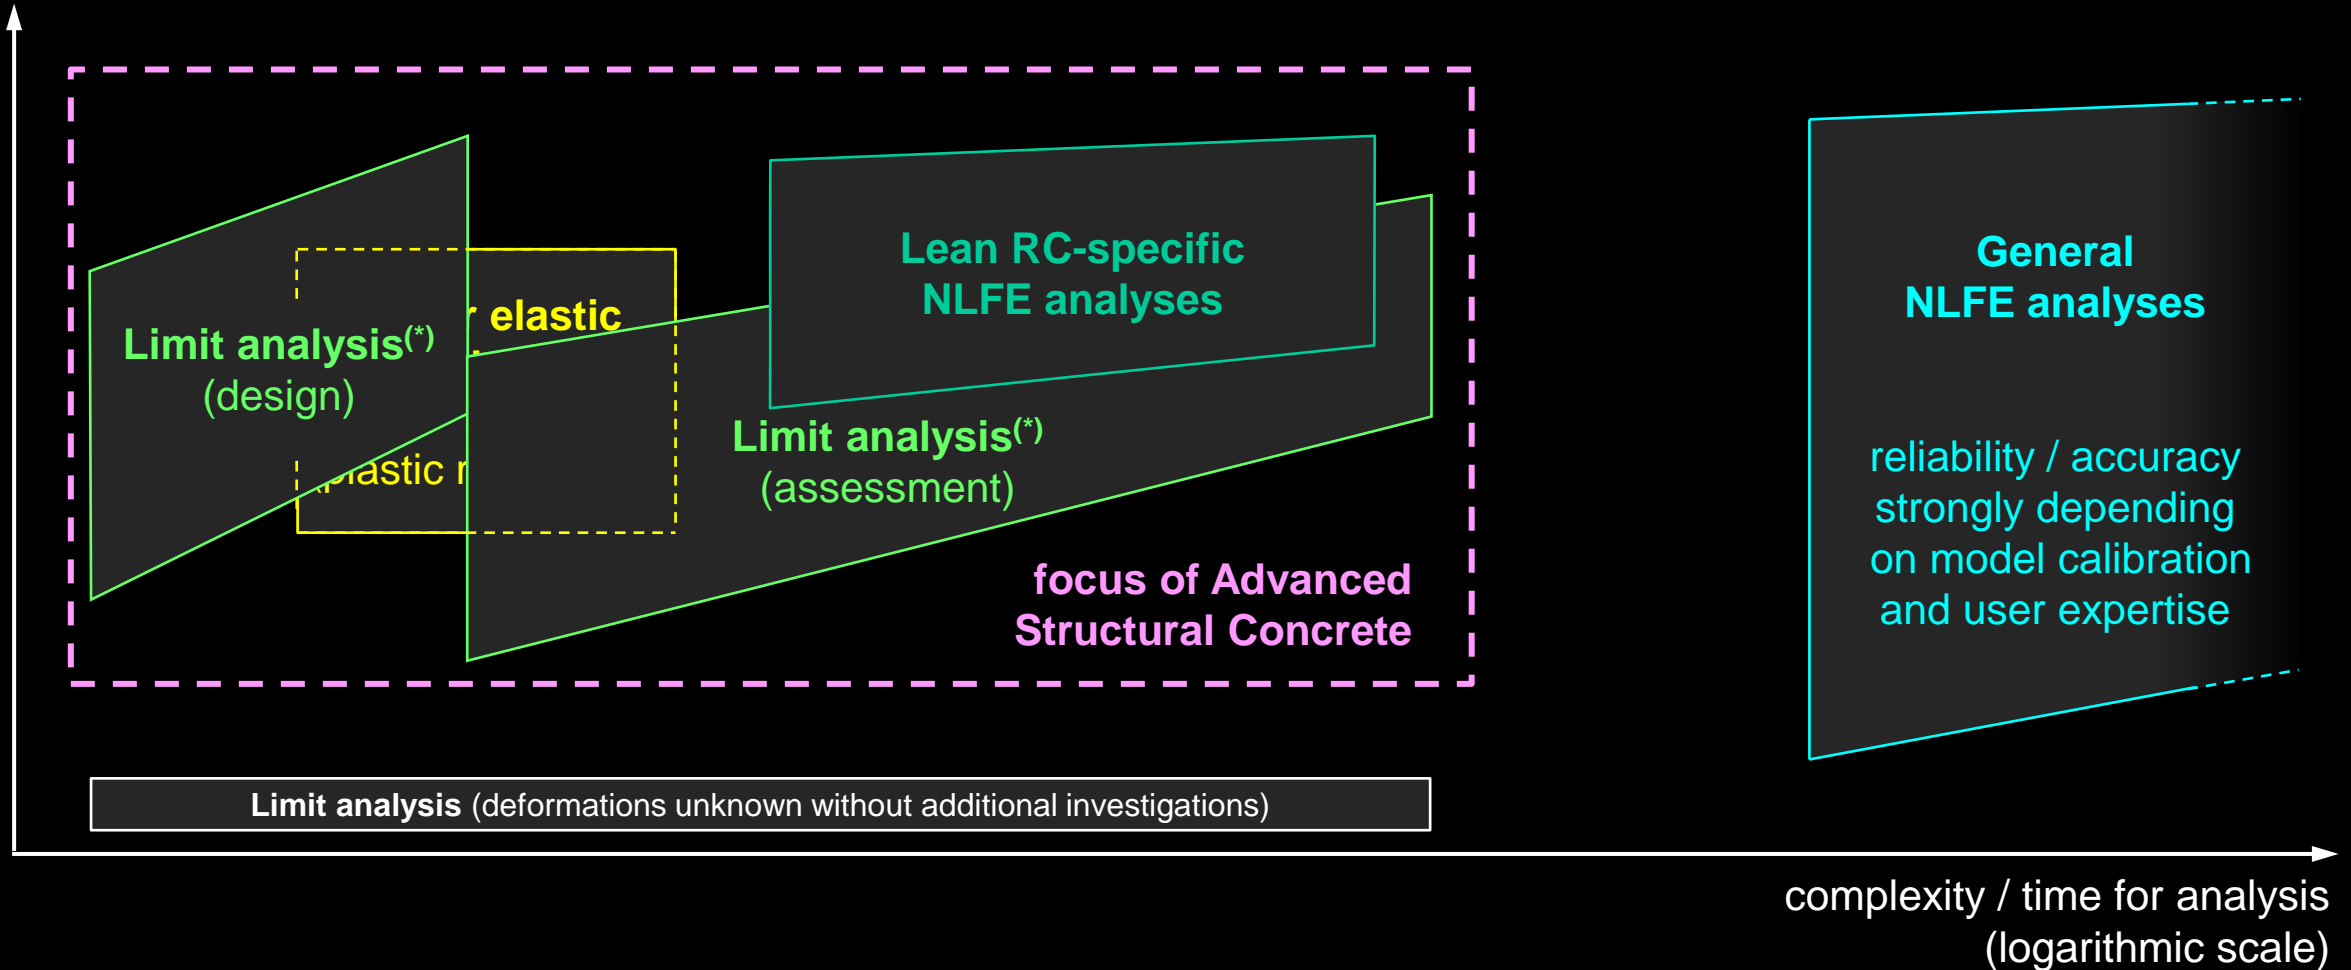 Limit analysis(*)
(design)
elastic
Limit analysis(*)
(assessment)
Lean RC-specific
NLFE analyses
focus of Advanced
Structural Concrete
General
NLFE analyses
reliability / accuracy
strongly depending
on model calibration
and user expertise
Limit analysis (deformations unknown without additional investigations)
complexity / time for analysis
(logarithmic scale)